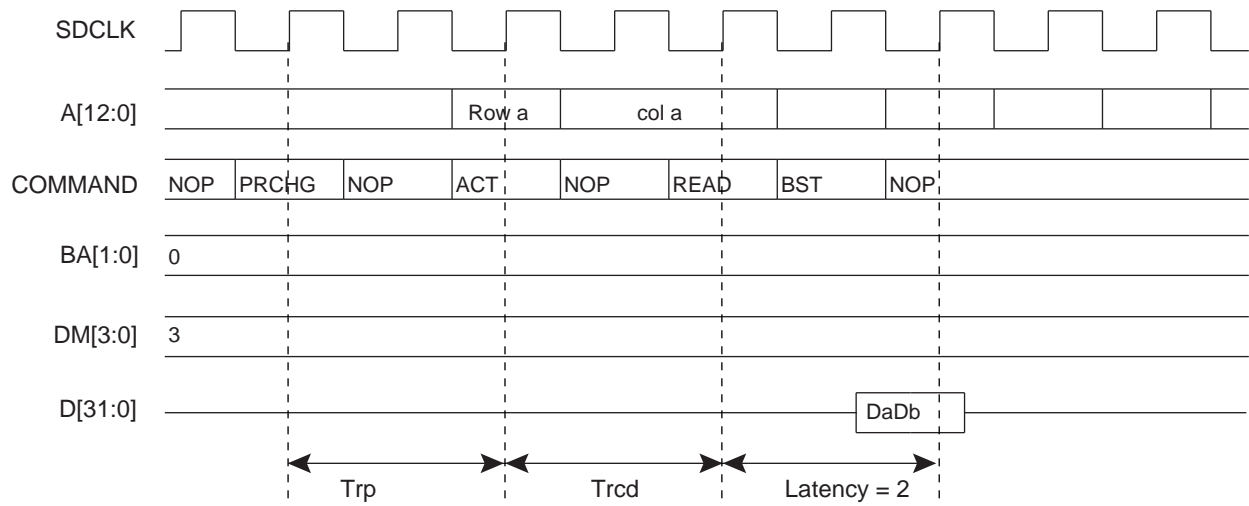 SDCLK
A[12:0] Row a col a
COMMAND NOP PRCHG NOP ACT NOP READ BST NOP
BA[1:0] 0
DM[3:0] 3
D[31:0] DaDb
Trp Trcd Latency = 2